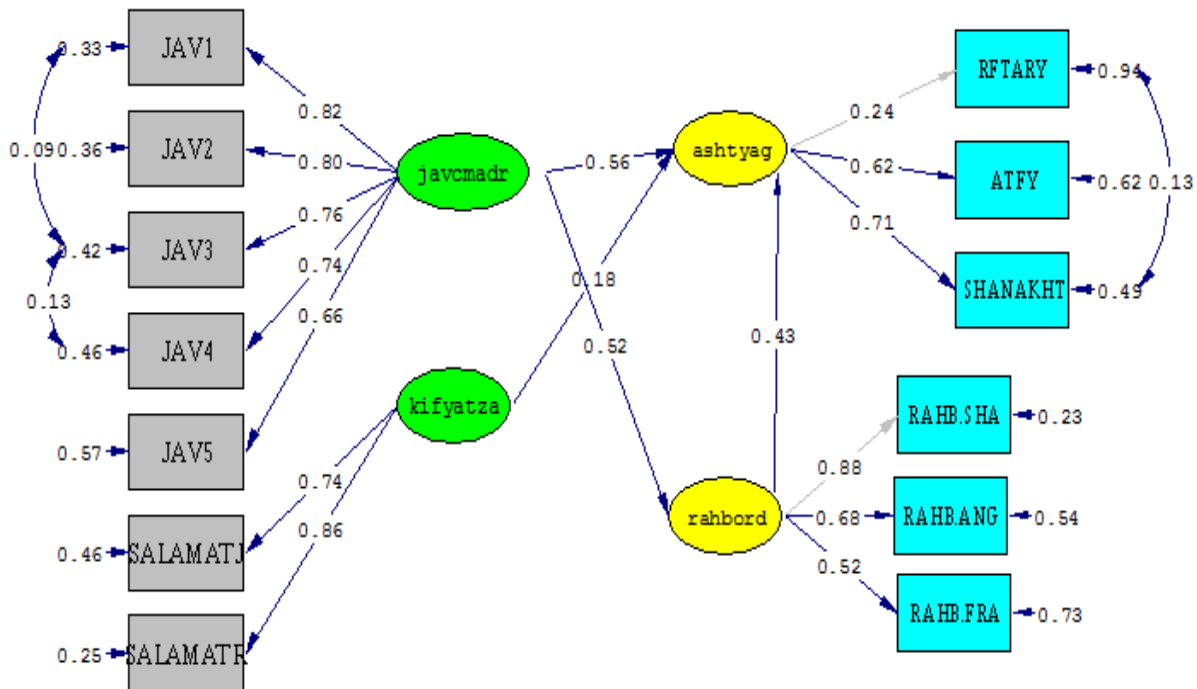 0.33
JAV1
0.82
0.09
0.36
JAV2
0.80
javcmadr
0.56
ashtyag
0.24
RFTARY
0.94
0.62
ATFY
0.62
0.13
0.71
SHANAKHT
0.49
0.42
JAV3
0.76
0.74
0.66
0.18
0.52
0.43
0.13
0.46
JAV4
0.57
JAV5
kifyatza
0.74
0.86
0.46
SALAMATJ
0.25
SALAMATR
rahbord
0.88
RAHB.SHA
0.23
0.68
RAHB.ANG
0.54
0.52
RAHB.FRA
0.73